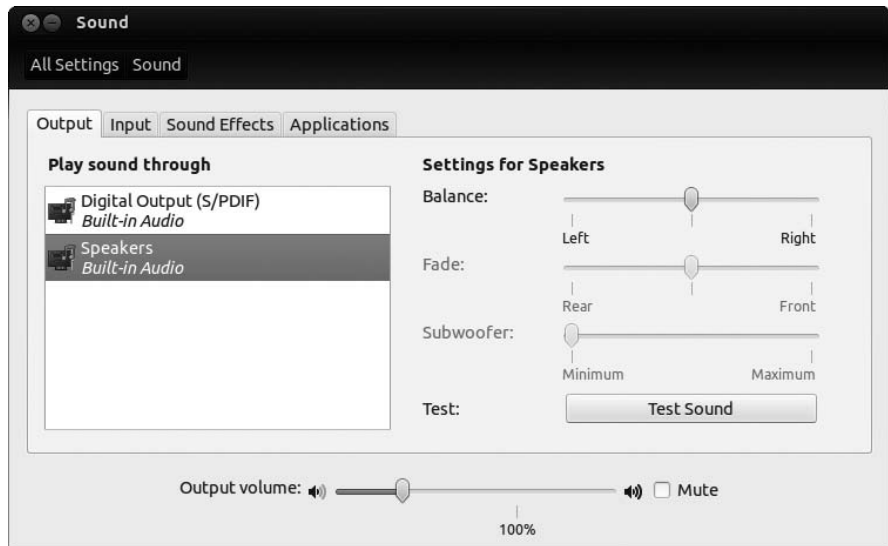 Sound
All Settings Sound
Output Input Sound Effects Applications
Play sound through
Digital Output (S/PDIF)
Built-in Audio
Speakers
Built-in Audio
Settings for Speakers
Balance:
Left Right
Fade:
Rear Front
Subwoofer:
Minimum Maximum
Test: Test Sound
Output volume: Mute
100%